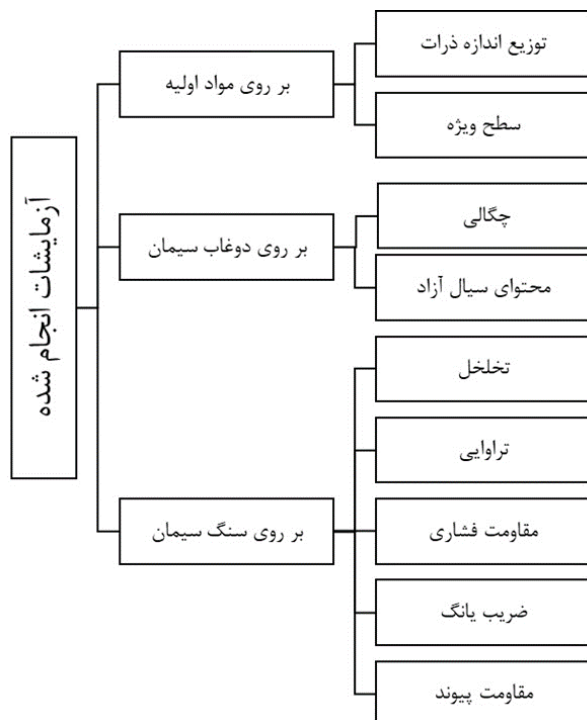 آزمایشات انجام شده
بر روی مواد اولیه
توزیع اندازه ذرات
سطح ویژه
بر روی دوغاب سیمان
چگالی
محتوای سیال آزاد
بر روی سنگ سیمان
تخلخل
تراوایی
مقاومت فشاری
ضریب یانگ
مقاومت پیوند